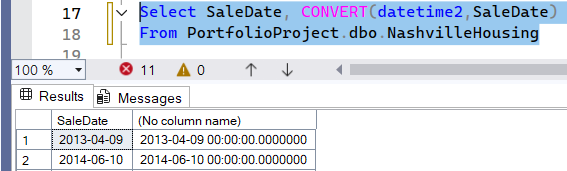 17 Select SaleDate, CONVERT(datetime2,SaleDate)
18 From PortfolioProject.dbo.NashvilleHousing
19
100 % 11 0
Results Messages
SaleDate (No column name)
1 2013-04-09 2013-04-09 00:00:00.0000000
2 2014-06-10 2014-06-10 00:00:00.0000000